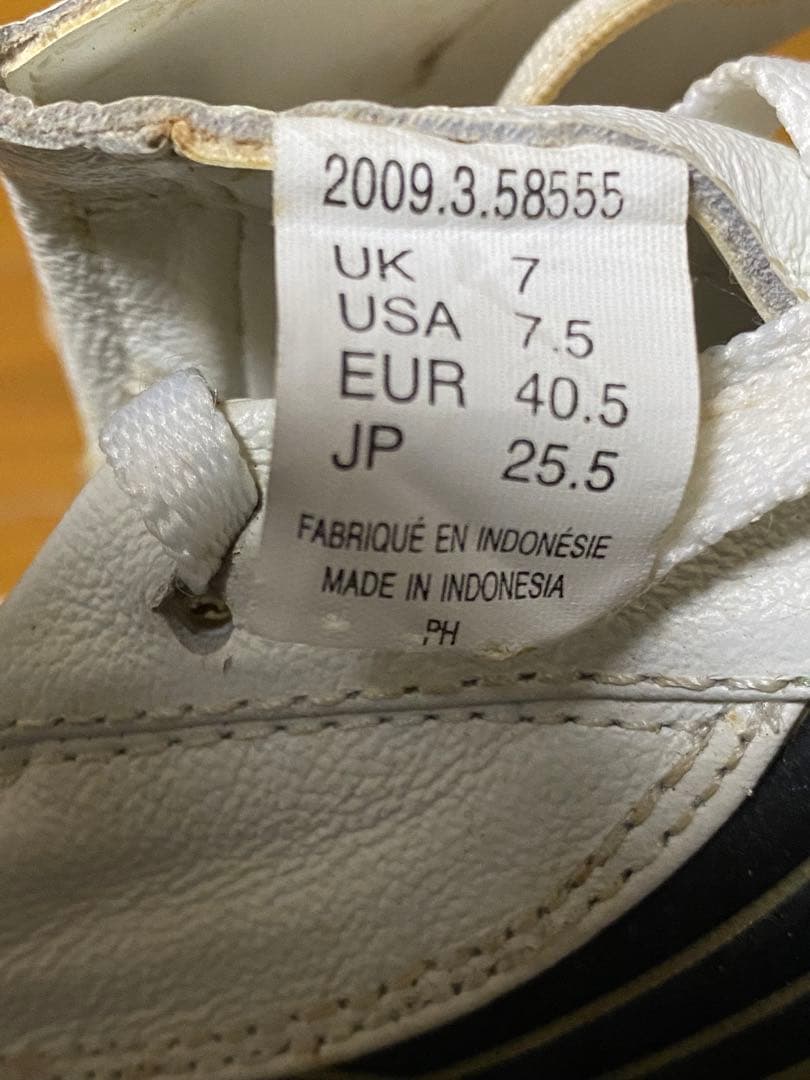 2009.3.58555
UK 7
USA 7.5
EUR 40.5
JP 25.5
FABRIQUÉ EN INDONÉSIE
MADE IN INDONESIA
PH